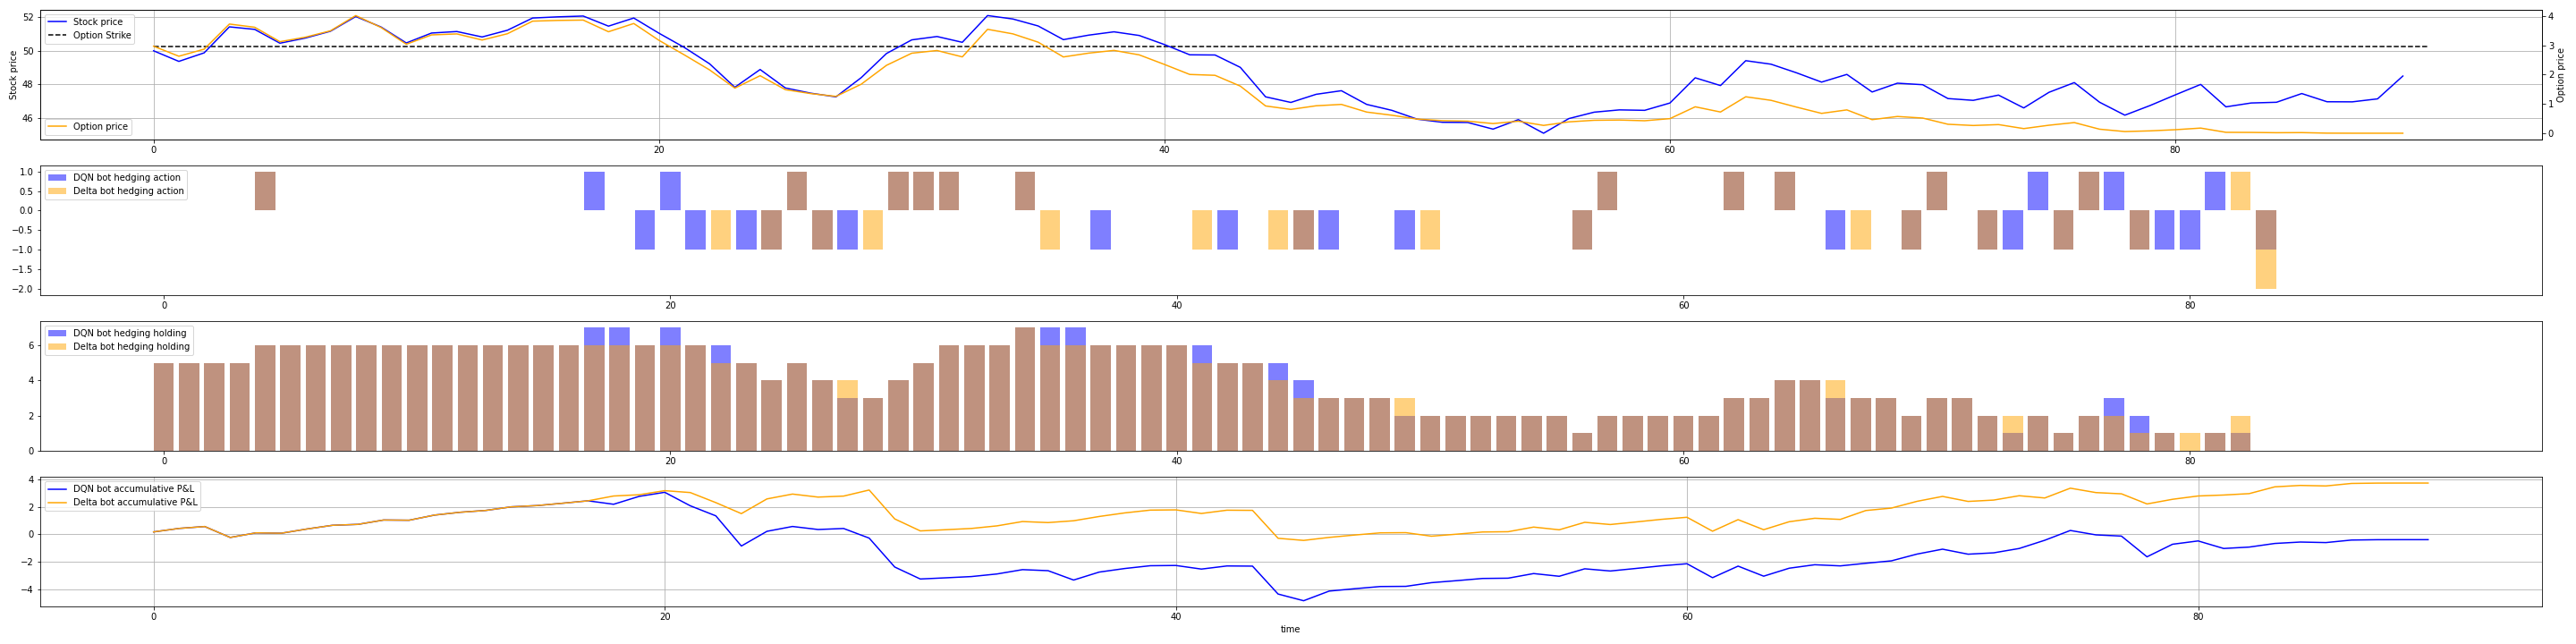 52
50
48
46
Stock price
Stock price
Option Strike
Option price
4
3
2
1
0
Option price
0 20 40 60 80
1.0
0.5
0.0
−0.5
−1.0
−1.5
−2.0
DQN bot hedging action
Delta bot hedging action
0 20 40 60 80
6
4
2
0
DQN bot hedging holding
Delta bot hedging holding
0 20 40 60 80
4
2
0
−2
−4
DQN bot accumulative P&L
Delta bot accumulative P&L
0 20 40 60 80
time